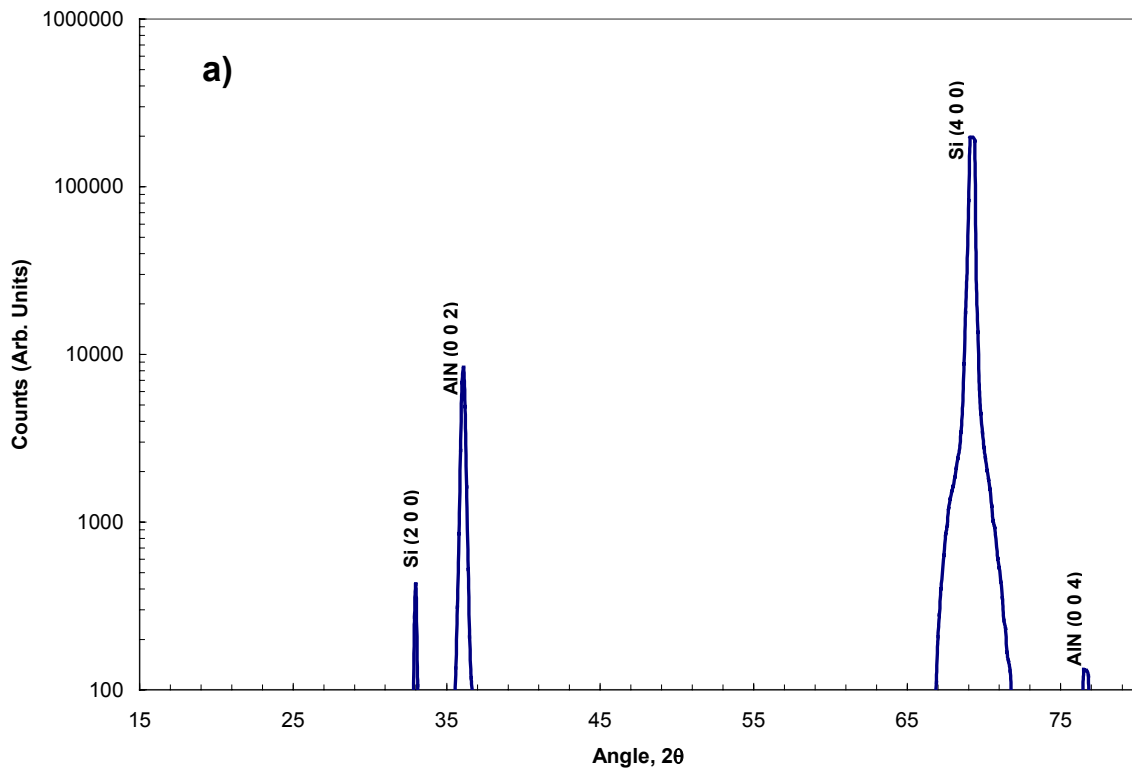 a)
1000000
100000
10000
1000
100
Counts (Arb. Units)
Si (2 0 0)
AlN (0 0 2)
Si (4 0 0)
AlN (0 0 4)
15 25 35 45 55 65 75
Angle, 2θ